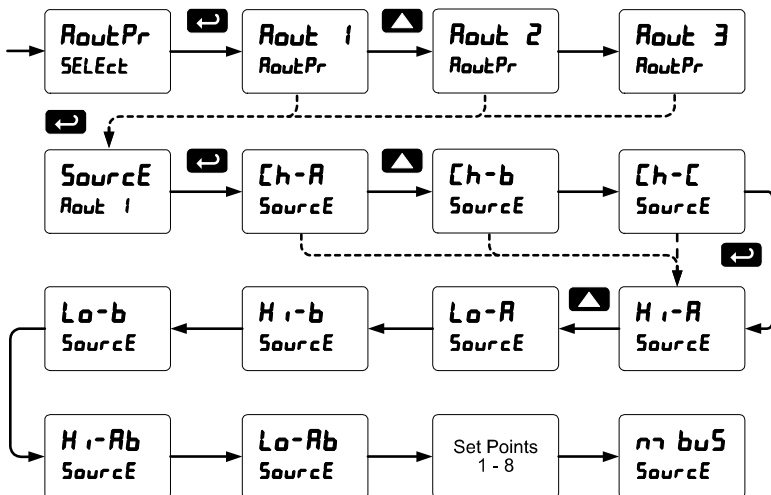 AoutPr
SELEct
Aout 1
AoutPr
Aout 2
AoutPr
Aout 3
AoutPr
SourcE
Aout 1
Ch-A
SourcE
Ch-b
SourcE
Ch-C
SourcE
Lo-b
SourcE
Hi-b
SourcE
Lo-A
SourcE
Hi-A
SourcE
Hi-Ab
SourcE
Lo-Ab
SourcE
Set Points
1 - 8
m buS
SourcE